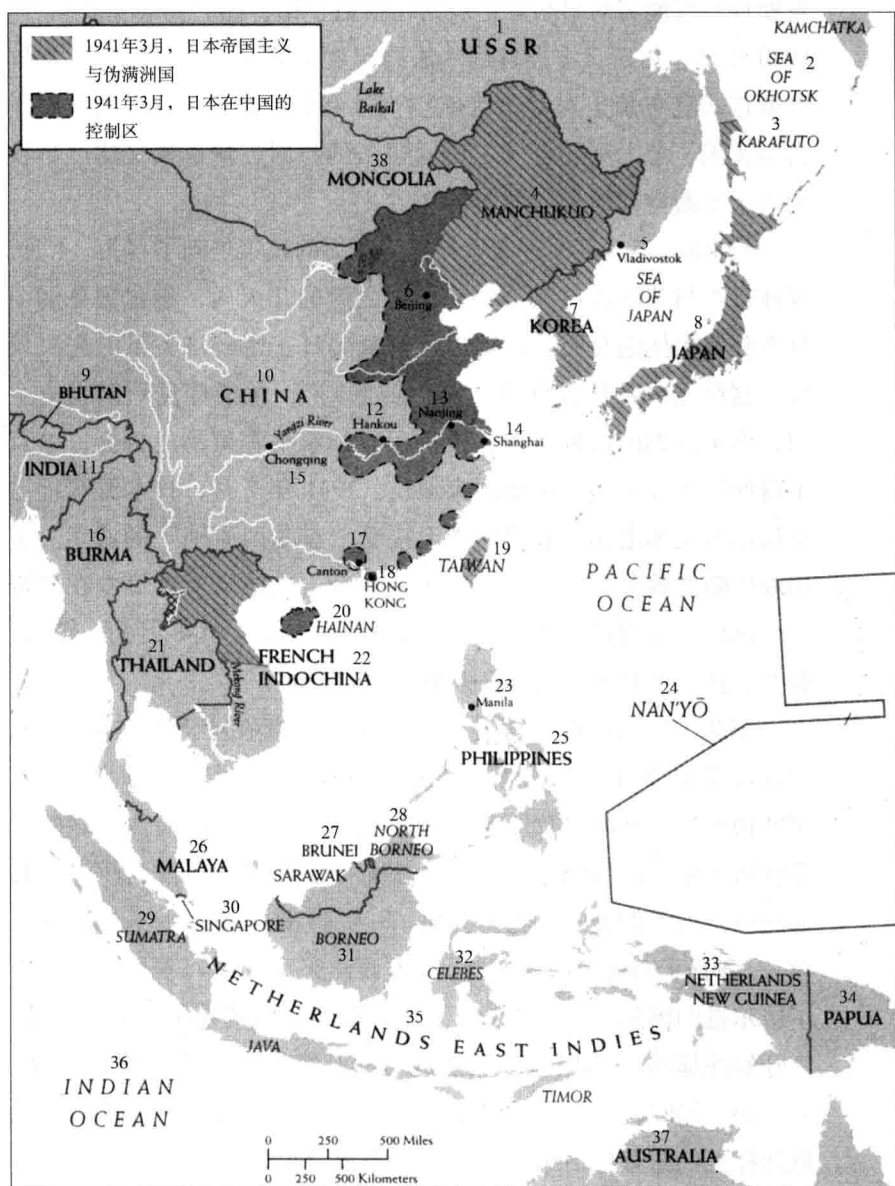 1941年3月，日本帝国主义
与伪满洲国
1941年3月，日本在中国的
控制区
1
USSR
KAMCHATKA
SEA 2
OF
OKHOTSK
3
KARAFUTO
Lake
Baikal
38
MONGOLIA
4
MANCHUKUO
5
Vladivostok
SEA
OF
JAPAN
6
Beijing
7
KOREA
8
JAPAN
9
BHUTAN
10
CHINA
Yangzi River
12
Hankou
13
Nanjing
14
Shanghai
INDIA 11
Chongqing
15
16
BURMA
17
Canton
18
HONG
KONG
19
TAIWAN
PACIFIC
OCEAN
20
HAINAN
21
THAILAND
FRENCH 22
INDOCHINA
Mekong River
23
Manila
24
NAN'YŌ
25
PHILIPPINES
26
MALAYA
27
BRUNEI
28
NORTH
BORNEO
SARAWAK
29
SUMATRA
30
SINGAPORE
BORNEO
31
32
CELEBES
33
NETHERLANDS
NEW GUINEA
34
PAPUA
35
NETHERLANDS EAST INDIES
JAVA
36
INDIAN
OCEAN
TIMOR
37
AUSTRALIA
0 250 500 Miles
0 250 500 Kilometers